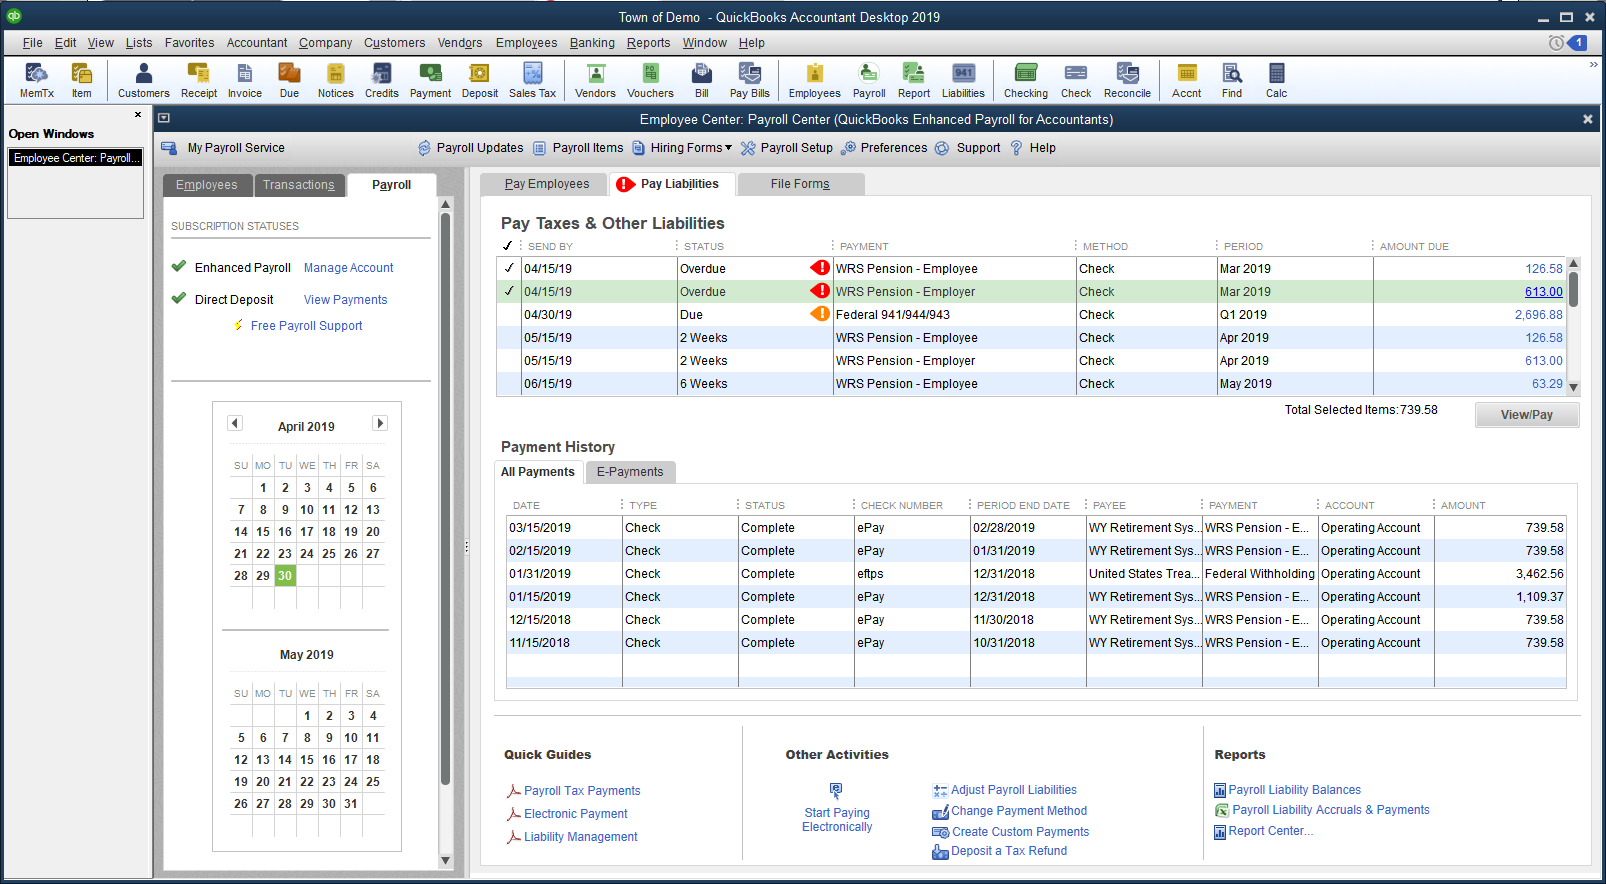 qb
Town of Demo - QuickBooks Accountant Desktop 2019
File Edit View Lists Favorites Accountant Company Customers Vendors Employees Banking Reports Window Help
1
MemTx Item Customers Receipt Invoice Due Notices Credits Payment Deposit Sales Tax Vendors Vouchers Bill Pay Bills Employees Payroll Report Liabilities Checking Check Reconcile Accnt Find Calc
Open Windows
Employee Center: Payroll...
Employee Center: Payroll Center (QuickBooks Enhanced Payroll for Accountants)
My Payroll Service Payroll Updates Payroll Items Hiring Forms Payroll Setup Preferences Support Help
Employees Transactions Payroll
SUBSCRIPTION STATUSES
Enhanced Payroll Manage Account
Direct Deposit View Payments
Free Payroll Support
April 2019
SU MO TU WE TH FR SA
1 2 3 4 5 6
7 8 9 10 11 12 13
14 15 16 17 18 19 20
21 22 23 24 25 26 27
28 29 30
May 2019
SU MO TU WE TH FR SA
1 2 3 4
5 6 7 8 9 10 11
12 13 14 15 16 17 18
19 20 21 22 23 24 25
26 27 28 29 30 31
Pay Employees Pay Liabilities File Forms
Pay Taxes & Other Liabilities
✓ SEND BY STATUS PAYMENT METHOD PERIOD AMOUNT DUE
✓ 04/15/19 Overdue WRS Pension - Employee Check Mar 2019 126.58
✓ 04/15/19 Overdue WRS Pension - Employer Check Mar 2019 613.00
04/30/19 Due Federal 941/944/943 Check Q1 2019 2,696.88
05/15/19 2 Weeks WRS Pension - Employee Check Apr 2019 126.58
05/15/19 2 Weeks WRS Pension - Employer Check Apr 2019 613.00
06/15/19 6 Weeks WRS Pension - Employee Check May 2019 63.29
Total Selected Items: 739.58 View/Pay
Payment History
All Payments E-Payments
DATE TYPE STATUS CHECK NUMBER PERIOD END DATE PAYEE PAYMENT ACCOUNT AMOUNT
03/15/2019 Check Complete ePay 02/28/2019 WY Retirement Sys... WRS Pension - E... Operating Account 739.58
02/15/2019 Check Complete ePay 01/31/2019 WY Retirement Sys... WRS Pension - E... Operating Account 739.58
01/31/2019 Check Complete eftps 12/31/2018 United States Trea... Federal Withholding Operating Account 3,462.56
01/15/2019 Check Complete ePay 12/31/2018 WY Retirement Sys... WRS Pension - E... Operating Account 1,109.37
12/15/2018 Check Complete ePay 11/30/2018 WY Retirement Sys... WRS Pension - E... Operating Account 739.58
11/15/2018 Check Complete ePay 10/31/2018 WY Retirement Sys... WRS Pension - E... Operating Account 739.58
Quick Guides
Payroll Tax Payments
Electronic Payment
Liability Management
Other Activities
Start Paying
Electronically
Adjust Payroll Liabilities
Change Payment Method
Create Custom Payments
Deposit a Tax Refund
Reports
Payroll Liability Balances
Payroll Liability Accruals & Payments
Report Center...